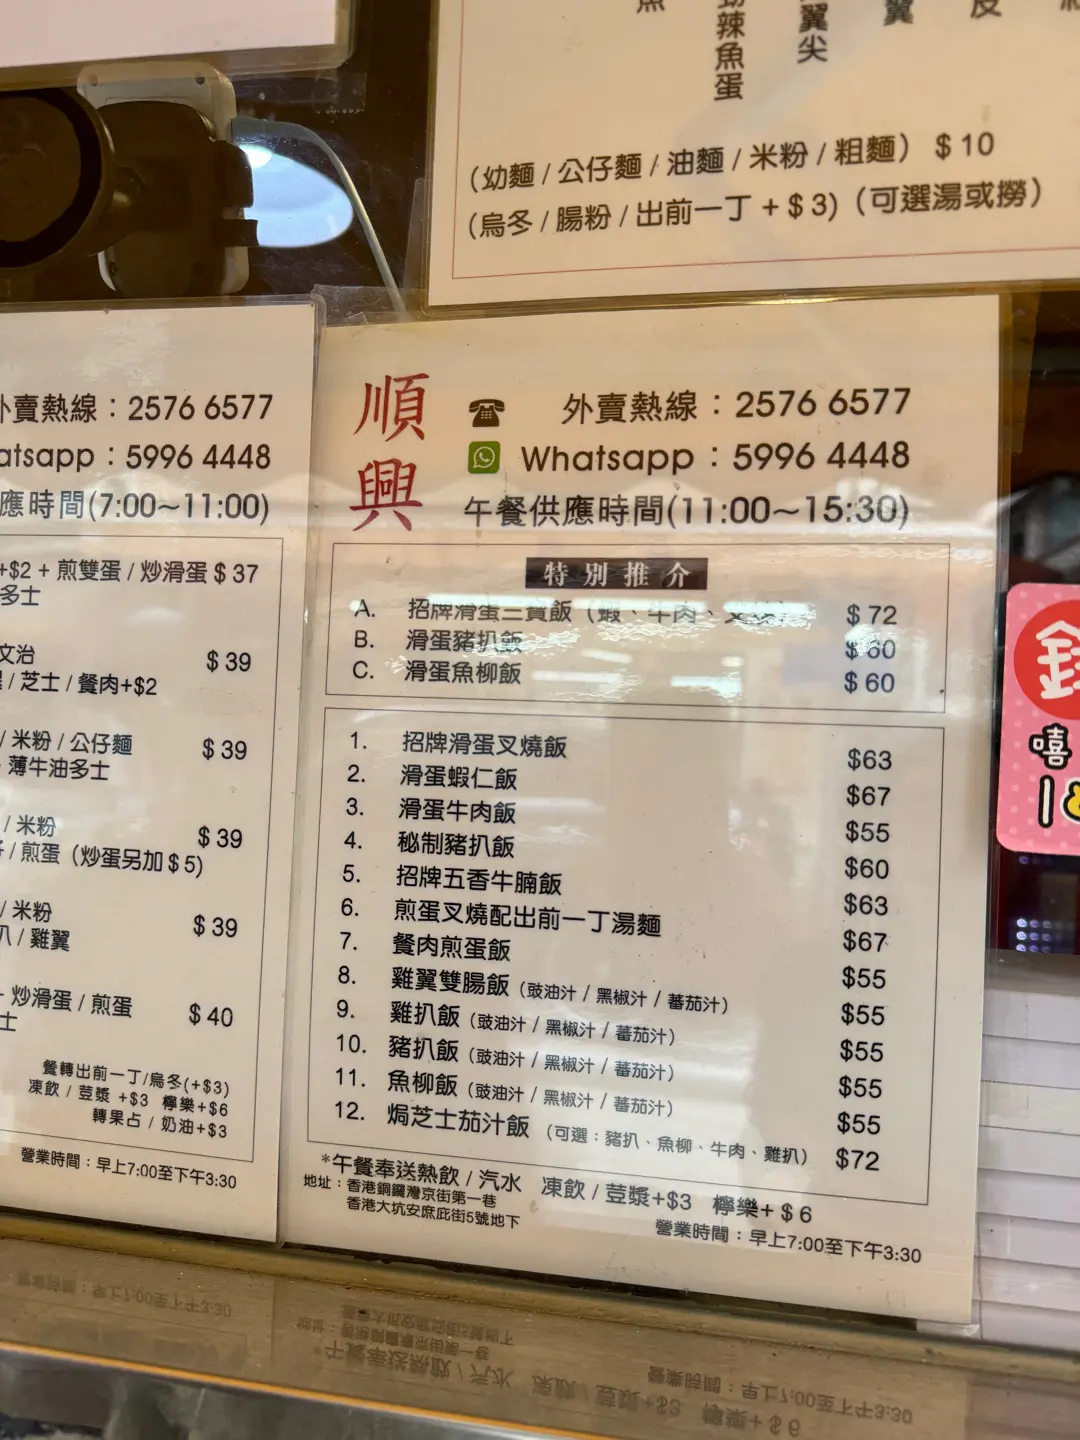 勁辣魚蛋
翼尖
翼
皮
(幼麵 / 公仔麵 / 油麵 / 米粉 / 粗麵) $10
(烏冬 / 腸粉 / 出前一丁 + $3) (可選湯或撈)
外賣熱線：2576 6577
atsapp：5996 4448
應時間(7:00~11:00)
+$2 + 煎雙蛋 / 炒滑蛋 $37
多士
文治 $39
/ 芝士 / 餐肉+$2
/ 米粉 / 公仔麵 $39
薄牛油多士
/ 米粉 $39
/ 煎蛋 (炒蛋另加$5)
/ 米粉 $39
/ 雞翼
炒滑蛋 / 煎蛋 $40
士
餐轉出前一丁/烏冬(+$3)
凍飲 / 荳漿 +$3 檸樂+$6
轉果占 / 奶油+$3
營業時間：早上7:00至下午3:30
順興
外賣熱線：2576 6577
Whatsapp：5996 4448
午餐供應時間(11:00~15:30)
特別推介
A. 招牌滑蛋三寶飯 (蝦、牛肉、 $72
B. 滑蛋豬扒飯 $60
C. 滑蛋魚柳飯 $60
1. 招牌滑蛋叉燒飯 $63
2. 滑蛋蝦仁飯 $67
3. 滑蛋牛肉飯 $55
4. 秘制豬扒飯 $60
5. 招牌五香牛腩飯 $63
6. 煎蛋叉燒配出前一丁湯麵 $67
7. 餐肉煎蛋飯 $55
8. 雞翼雙腸飯 (豉油汁 / 黑椒汁 / 蕃茄汁) $55
9. 雞扒飯 (豉油汁 / 黑椒汁 / 蕃茄汁) $55
10. 豬扒飯 (豉油汁 / 黑椒汁 / 蕃茄汁) $55
11. 魚柳飯 (豉油汁 / 黑椒汁 / 蕃茄汁) $55
12. 焗芝士茄汁飯 (可選：豬扒、魚柳、牛肉、雞扒) $72
*午餐奉送熱飲 / 汽水 凍飲 / 荳漿+$3 檸樂+$6
地址：香港銅鑼灣京街第一巷
香港大坑安庶庇街5號地下
營業時間：早上7:00至下午3:30
嘻